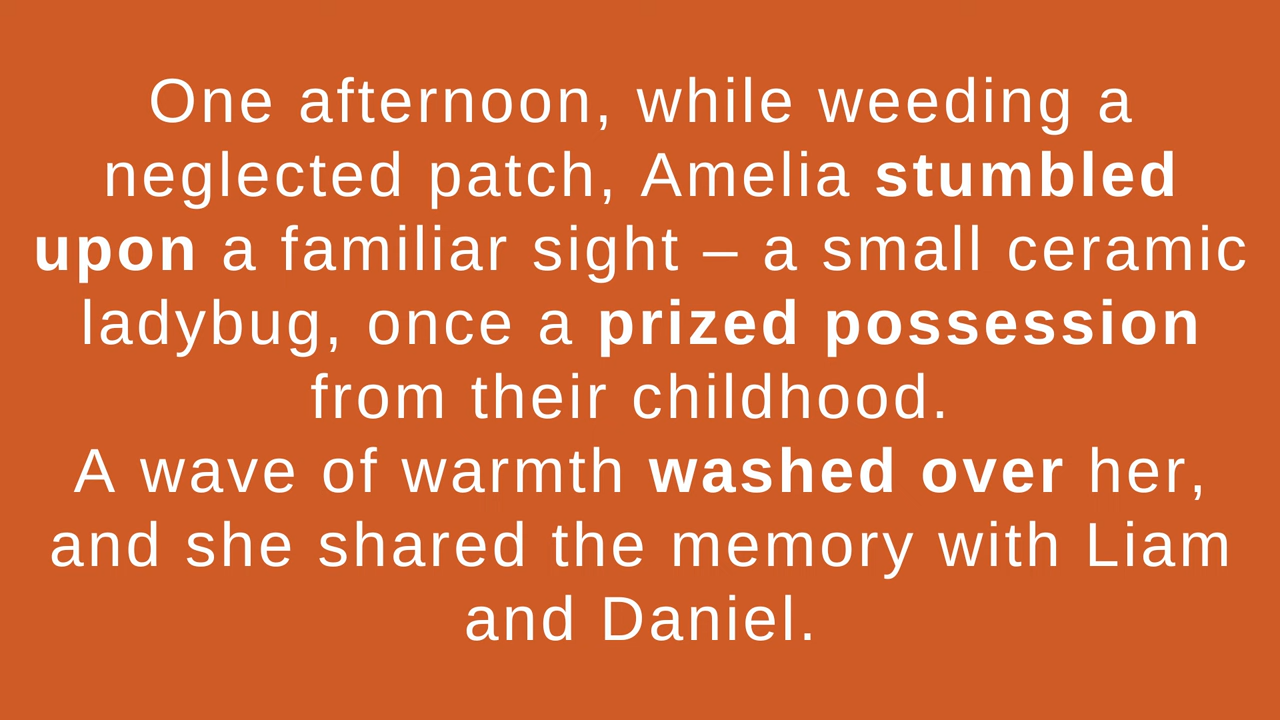 One afternoon, while weeding a
neglected patch, Amelia stumbled
upon a familiar sight – a small ceramic
ladybug, once a prized possession
from their childhood.
A wave of warmth washed over her,
and she shared the memory with Liam
and Daniel.